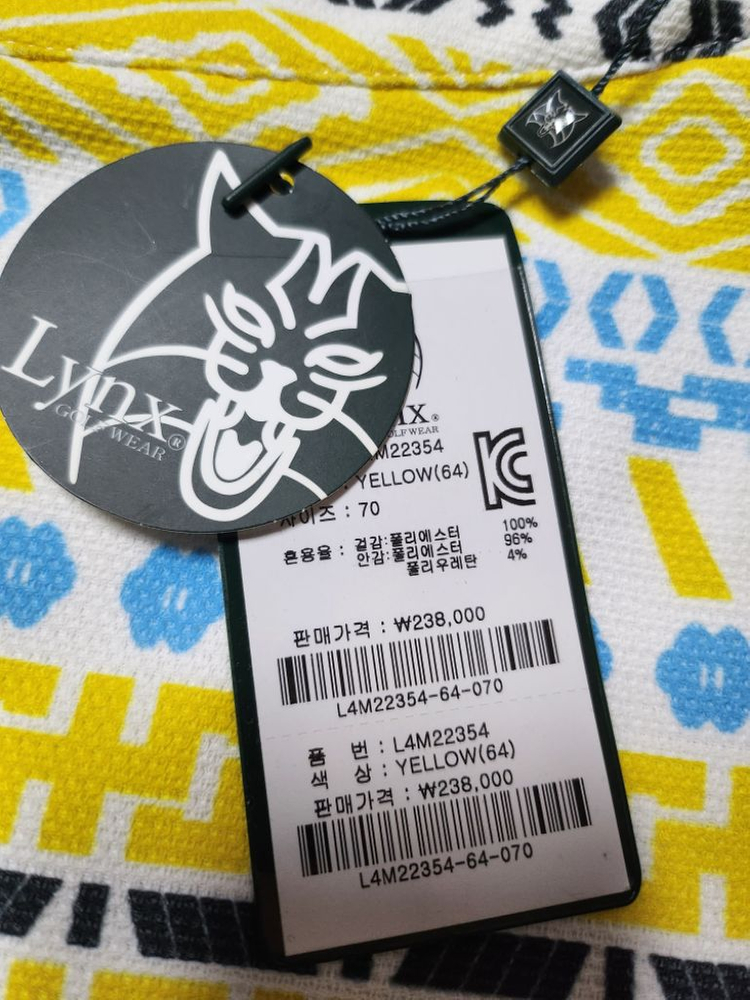 Lynx®
GOLF WEAR
®
M22354
: YELLOW(64)
사이즈 : 70
혼용율 : 겉감:폴리에스터 100%
안감:폴리에스터 96%
폴리우레탄 4%
판매가격 : ₩238,000
L4M22354-64-070
품 번 : L4M22354
색 상 : YELLOW(64)
판매가격 : ₩238,000
L4M22354-64-070